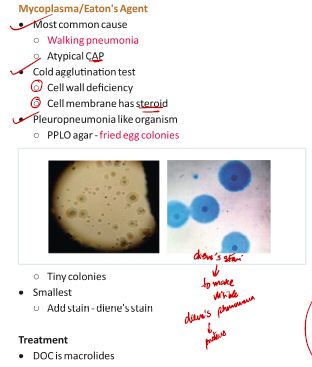 Mycoplasma/Eaton's Agent
• Most common cause
○ Walking pneumonia
○ Atypical CAP
• Cold agglutination test
○ Cell wall deficiency
○ Cell membrane has steroid
• Pleuropneumonia like organism
○ PPLO agar - fried egg colonies
diene's stain
↓
to make
visible
diene's phenomenon
↓
proteus
○ Tiny colonies
• Smallest
○ Add stain - diene's stain
Treatment
• DOC is macrolides